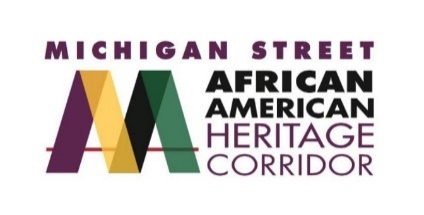 MICHIGAN STREET
AFRICAN
AMERICAN
HERITAGE
CORRIDOR